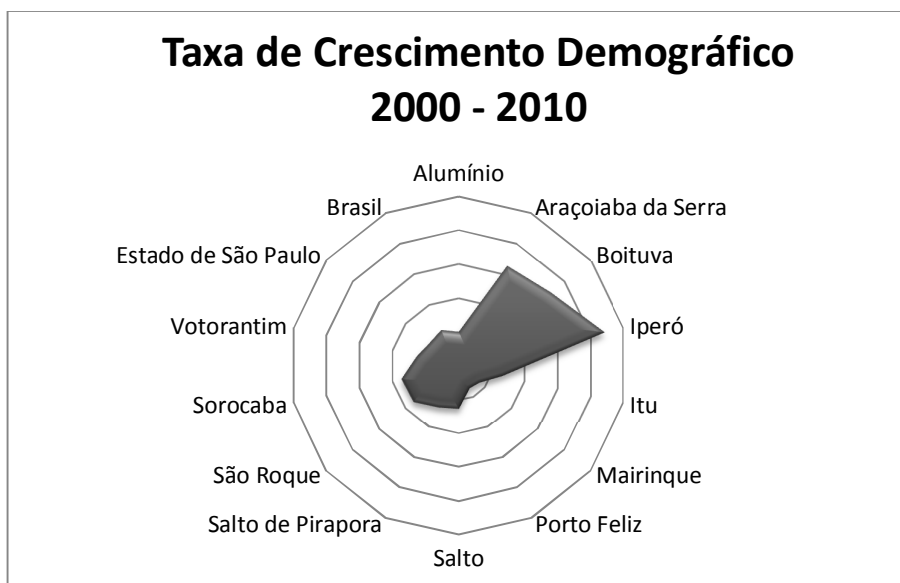 Taxa de Crescimento Demográfico
2000 - 2010
Alumínio
Brasil
Araçoiaba da Serra
Estado de São Paulo
Boituva
Votorantim
Iperó
Sorocaba
Itu
São Roque
Mairinque
Salto de Pirapora
Porto Feliz
Salto